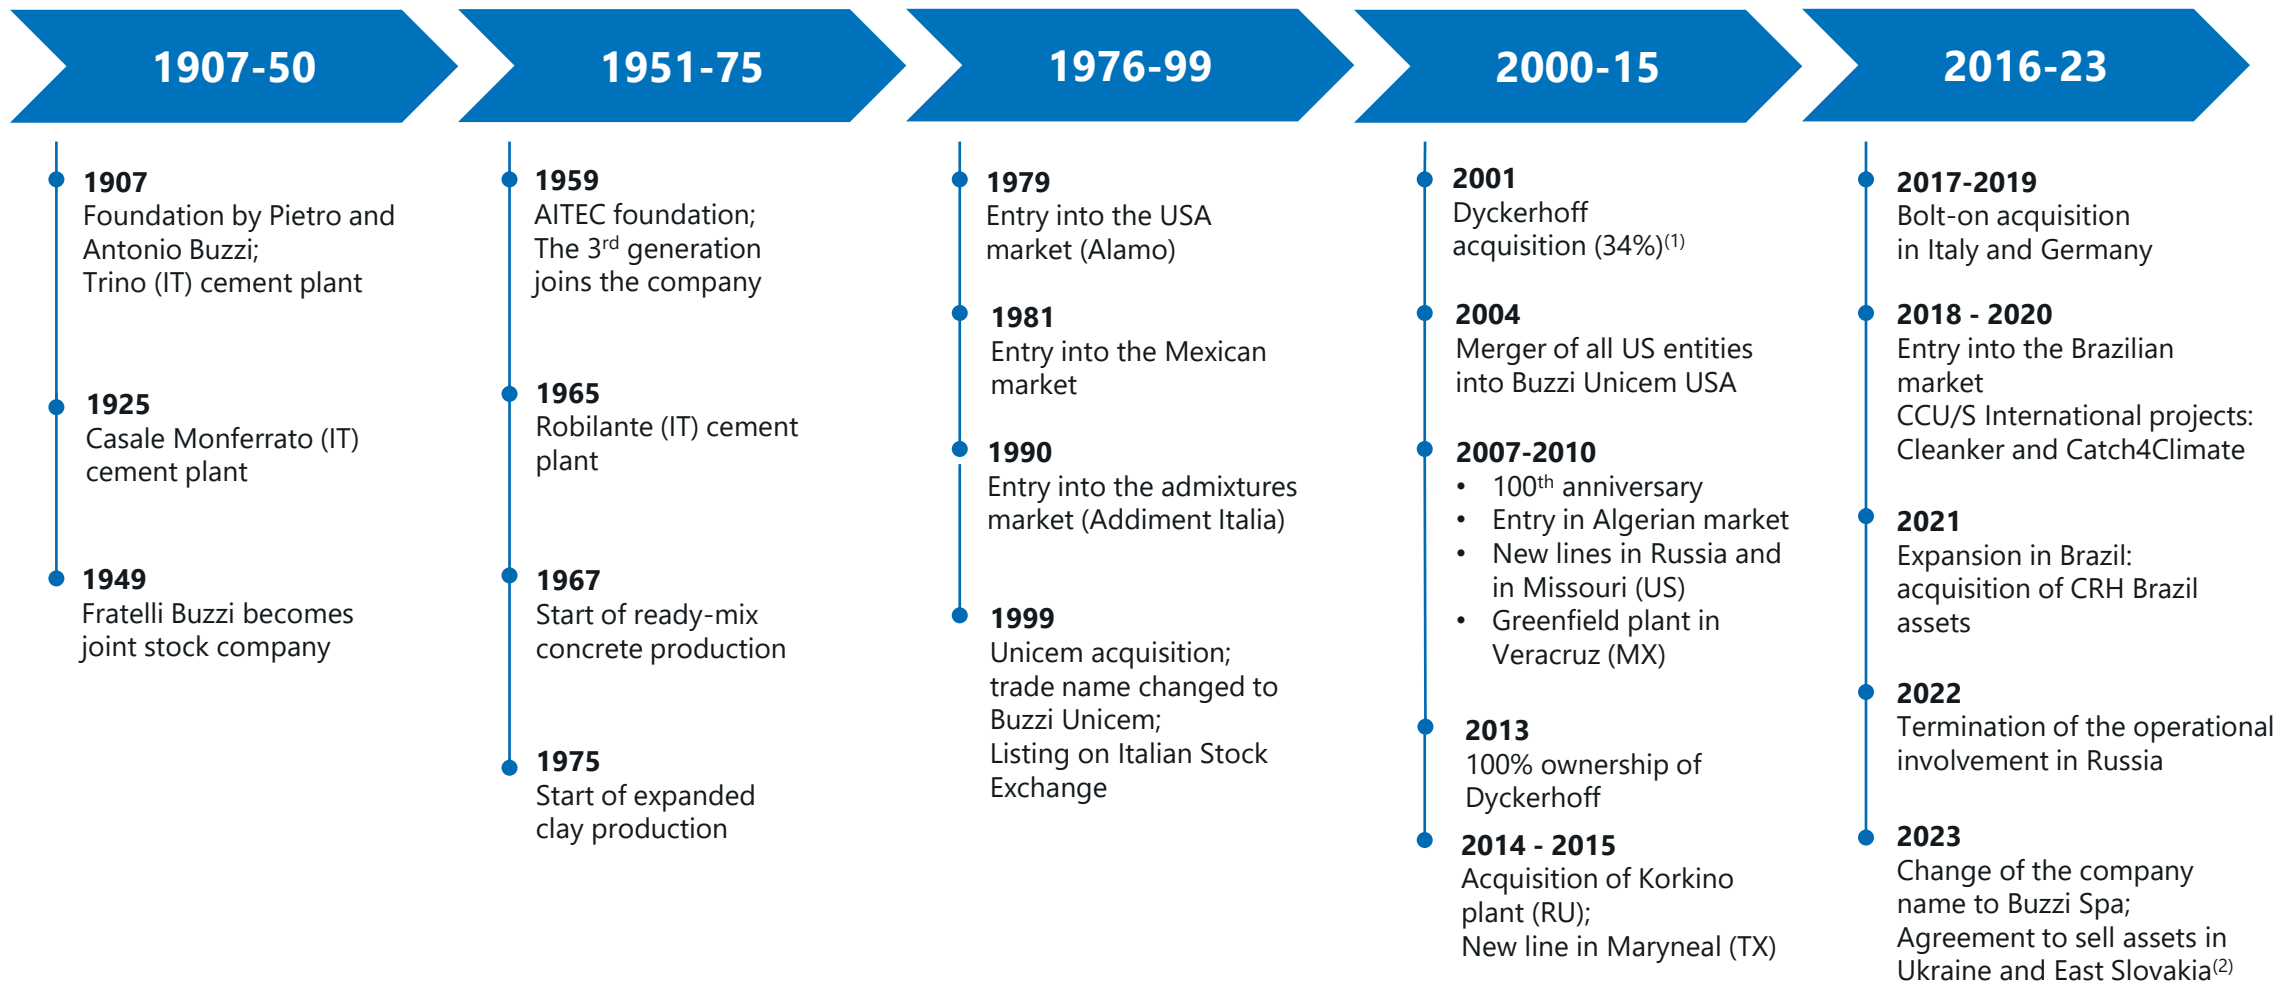 1907-50
1907
Foundation by Pietro and
Antonio Buzzi;
Trino (IT) cement plant
1925
Casale Monferrato (IT)
cement plant
1949
Fratelli Buzzi becomes
joint stock company
1951-75
1959
AITEC foundation;
The 3rd generation
joins the company
1965
Robilante (IT) cement
plant
1967
Start of ready-mix
concrete production
1975
Start of expanded
clay production
1976-99
1979
Entry into the USA
market (Alamo)
1981
Entry into the Mexican
market
1990
Entry into the admixtures
market (Addiment Italia)
1999
Unicem acquisition;
trade name changed to
Buzzi Unicem;
Listing on Italian Stock
Exchange
2000-15
2001
Dyckerhoff
acquisition (34%)(1)
2004
Merger of all US entities
into Buzzi Unicem USA
2007-2010
• 100th anniversary
• Entry in Algerian market
• New lines in Russia and
in Missouri (US)
• Greenfield plant in
Veracruz (MX)
2013
100% ownership of
Dyckerhoff
2014 - 2015
Acquisition of Korkino
plant (RU);
New line in Maryneal (TX)
2016-23
2017-2019
Bolt-on acquisition
in Italy and Germany
2018 - 2020
Entry into the Brazilian
market
CCU/S International projects:
Cleanker and Catch4Climate
2021
Expansion in Brazil:
acquisition of CRH Brazil
assets
2022
Termination of the operational
involvement in Russia
2023
Change of the company
name to Buzzi Spa;
Agreement to sell assets in
Ukraine and East Slovakia(2)